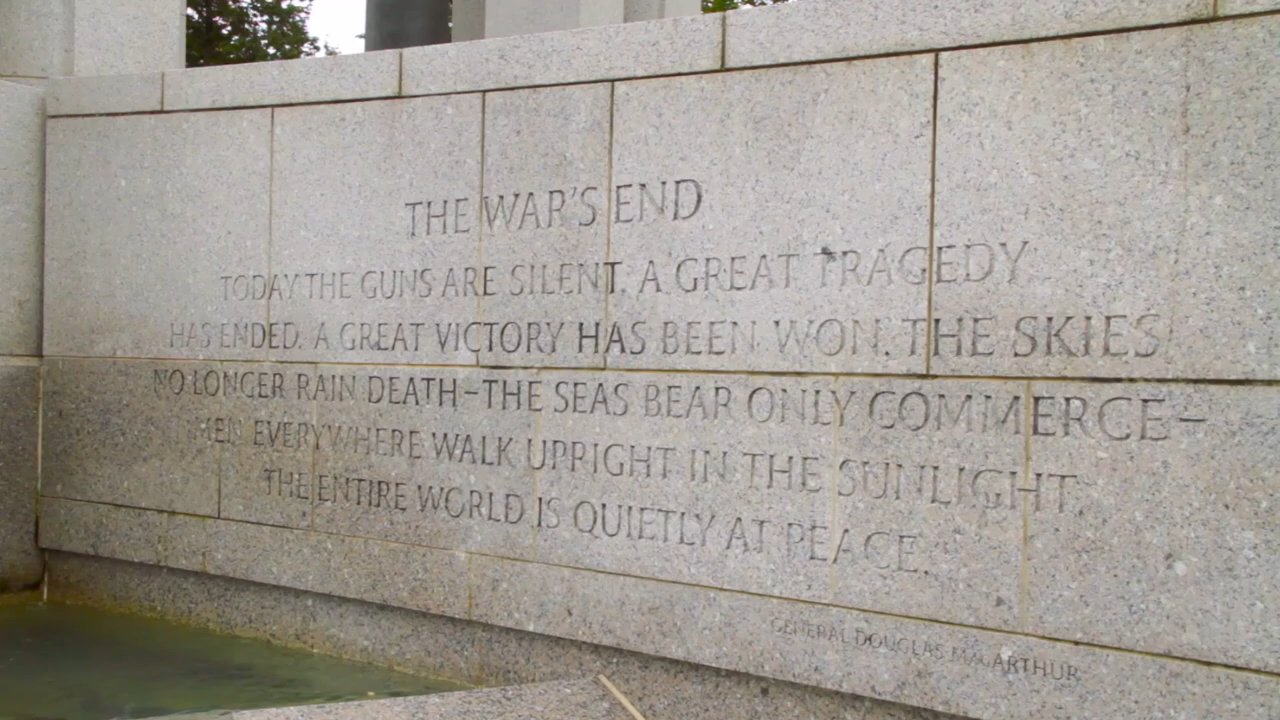 THE WAR'S END
TODAY THE GUNS ARE SILENT. A GREAT TRAGEDY
HAS ENDED. A GREAT VICTORY HAS BEEN WON. THE SKIES
NO LONGER RAIN DEATH – THE SEAS BEAR ONLY COMMERCE –
MEN EVERYWHERE WALK UPRIGHT IN THE SUNLIGHT
THE ENTIRE WORLD IS QUIETLY AT PEACE.
GENERAL DOUGLAS MACARTHUR